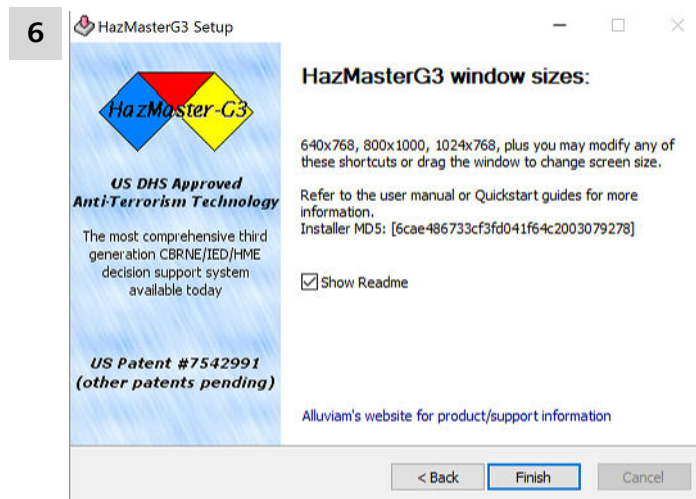 6
HazMasterG3 Setup
HazMaster-G3
US DHS Approved
Anti-Terrorism Technology
The most comprehensive third
generation CBRNE/IED/HME
decision support system
available today
US Patent #7542991
(other patents pending)
HazMasterG3 window sizes:
640x768, 800x1000, 1024x768, plus you may modify any of
these shortcuts or drag the window to change screen size.
Refer to the user manual or Quickstart guides for more
information.
Installer MD5: [6cae486733cf3fd041f64c2003079278]
Show Readme
Alluviam's website for product/support information
< Back
Finish
Cancel